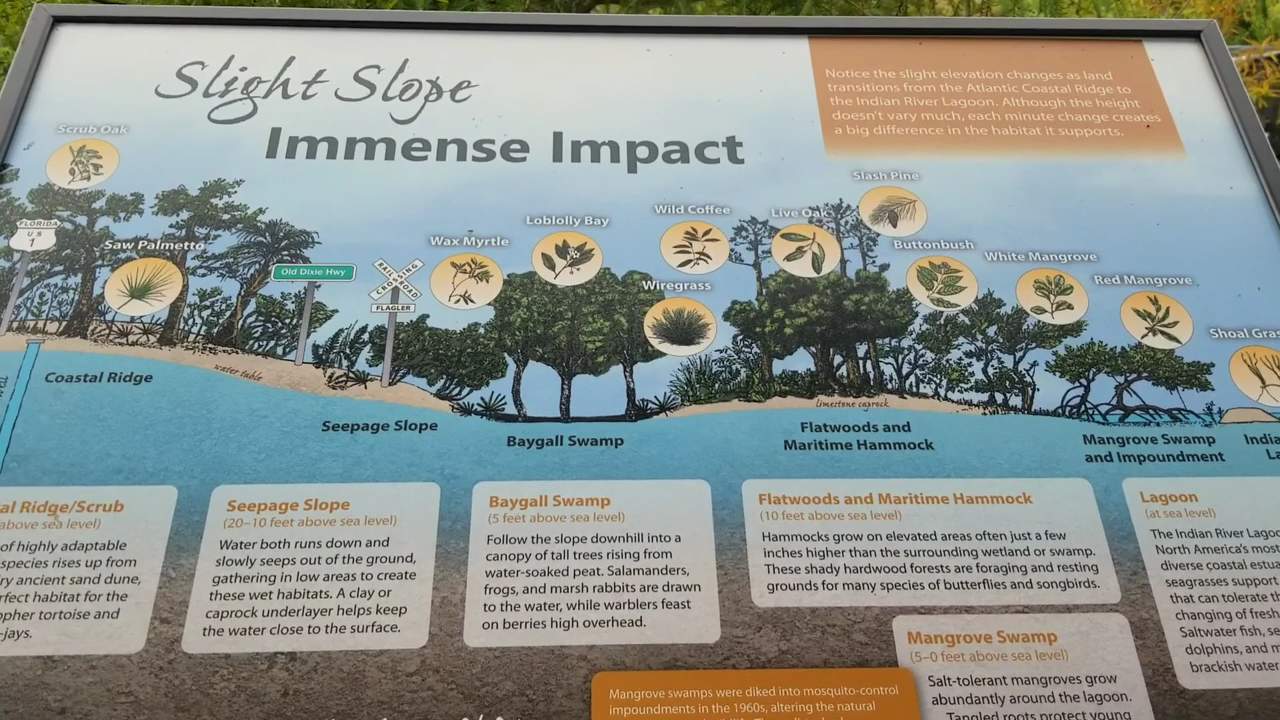 Slight Slope
Immense Impact
Notice the slight elevation changes as land
transitions from the Atlantic Coastal Ridge to
the Indian River Lagoon. Although the height
doesn't vary much, each minute change creates
a big difference in the habitat it supports.
Scrub Oak
FLORIDA
US
1
Saw Palmetto
Old Dixie Hwy
RAILROAD
CROSSING
FLAGLER
Wax Myrtle
Loblolly Bay
Wild Coffee
Wiregrass
Live Oak
Slash Pine
Buttonbush
White Mangrove
Red Mangrove
Shoal
water table
limestone caprock
Coastal Ridge
Seepage Slope
Baygall Swamp
Flatwoods and
Maritime Hammock
Mangrove Swamp
and Impoundment
Ridge/Scrub
above sea level)
of highly adaptable
species rises up from
ancient sand dune,
habitat for the
tortoise and
-jays.
Seepage Slope
(20–10 feet above sea level)
Water both runs down and
slowly seeps out of the ground,
gathering in low areas to create
these wet habitats. A clay or
caprock underlayer helps keep
the water close to the surface.
Baygall Swamp
(5 feet above sea level)
Follow the slope downhill into a
canopy of tall trees rising from
water-soaked peat. Salamanders,
frogs, and marsh rabbits are drawn
to the water, while warblers feast
on berries high overhead.
Flatwoods and Maritime Hammock
(10 feet above sea level)
Hammocks grow on elevated areas often just a few
inches higher than the surrounding wetland or swamp.
These shady hardwood forests are foraging and resting
grounds for many species of butterflies and songbirds.
Mangrove Swamp
(5–0 feet above sea level)
Salt-tolerant mangroves grow
abundantly around the lagoon.
Tangled roots protect young
Lagoon
(at sea level)
The Indian River
North America's most
diverse coastal
seagrasses support
that can tolerate
changing of fresh
Saltwater fish,
dolphins, and
brackish water
Mangrove swamps were diked into mosquito-control
impoundments in the 1960s, altering the natural